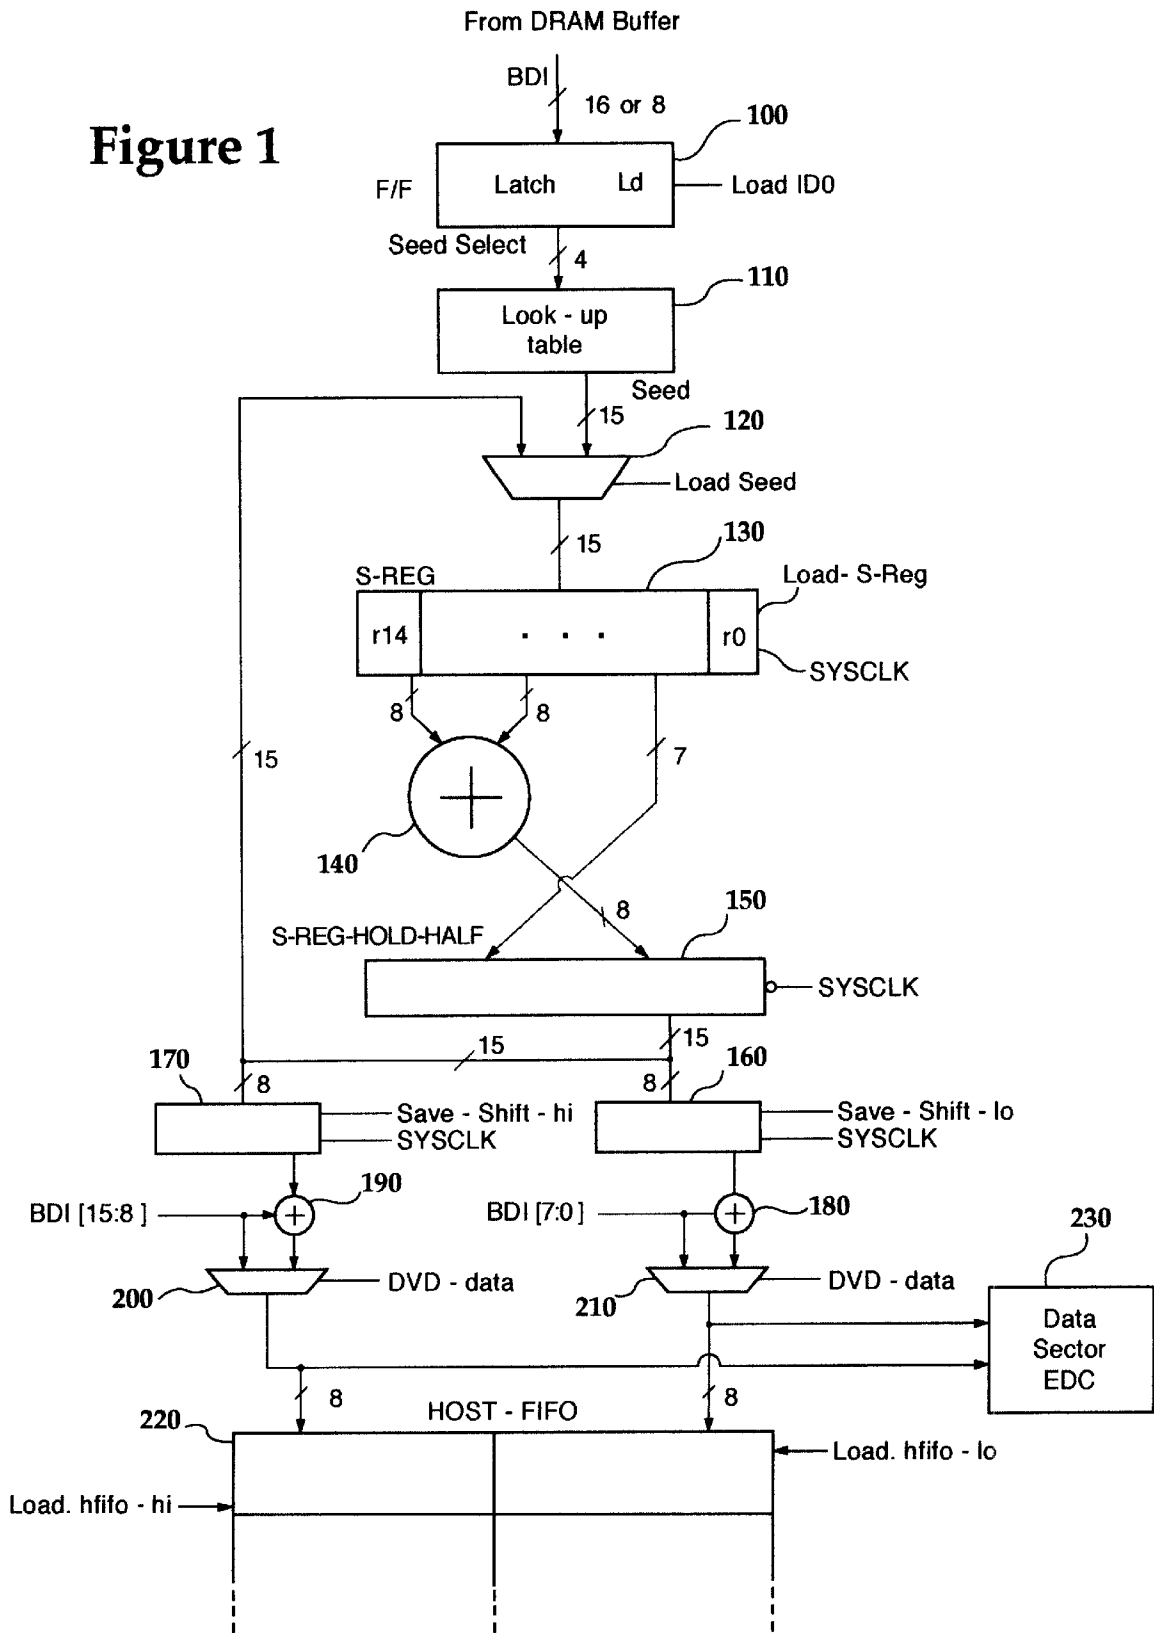 From DRAM Buffer
BDI
16 or 8
Figure 1
100
F/F
Latch
Ld
Load ID0
Seed Select
4
110
Look - up
table
Seed
15
120
Load Seed
15
130
S-REG
Load- S-Reg
r14
. . .
r0
SYSCLK
8
8
15
7
140
8
150
S-REG-HOLD-HALF
SYSCLK
15
15
170
160
8
8
Save - Shift - hi
SYSCLK
Save - Shift - lo
SYSCLK
190
BDI [15:8 ]
BDI [7:0 ]
180
230
200
DVD - data
210
DVD - data
Data
Sector
EDC
8
8
HOST - FIFO
220
Load. hfifo - lo
Load. hfifo - hi